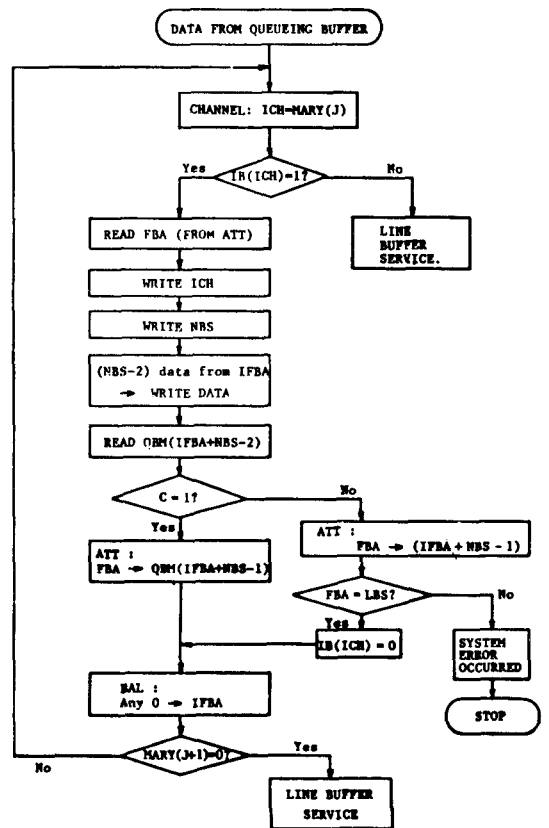 DATA FROM QUEUEING BUFFER
CHANNEL: ICH=MARY(J)
IB(ICH)=1?
Yes
No
LINE
BUFFER
SERVICE.
READ FBA (FROM ATT)
WRITE ICH
WRITE NBS
(NBS-2) data from IFBA
→ WRITE DATA
READ QBM(IFBA+NBS-2)
C = 1?
No
Yes
ATT :
FBA → QBM(IFBA+NBS-1)
ATT :
FBA → (IFBA + NBS - 1)
FBA = LBS?
No
Yes
IB(ICH) = 0
SYSTEM
ERROR
OCCURRED
STOP
BAL :
Any 0 → IFBA
MARY(J+1)=0?
Yes
No
LINE BUFFER
SERVICE